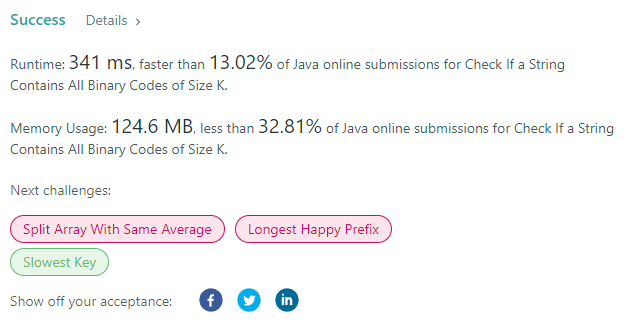 Success Details >
Runtime: 341 ms, faster than 13.02% of Java online submissions for Check If a String
Contains All Binary Codes of Size K.
Memory Usage: 124.6 MB, less than 32.81% of Java online submissions for Check If a String
Contains All Binary Codes of Size K.
Next challenges:
Split Array With Same Average Longest Happy Prefix
Slowest Key
Show off your acceptance: f in